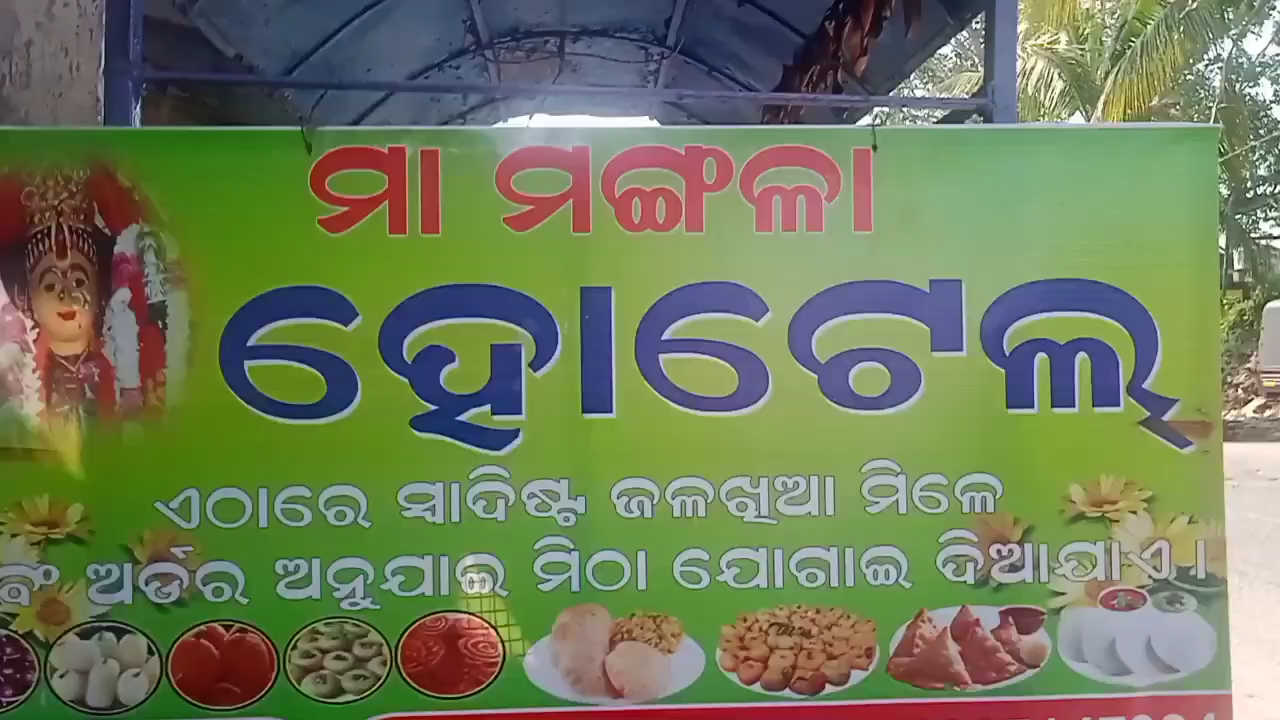 ମା ମଙ୍ଗଳା
ହୋଟେଲ୍
ଏଠାରେ ସ୍ୱାଦିଷ୍ଟ ଜଳଖିଆ ମିଳେ
ଅର୍ଡର ଅନୁଯାଇ ମିଠା ଯୋଗାଇ ଦିଆଯାଏ ।